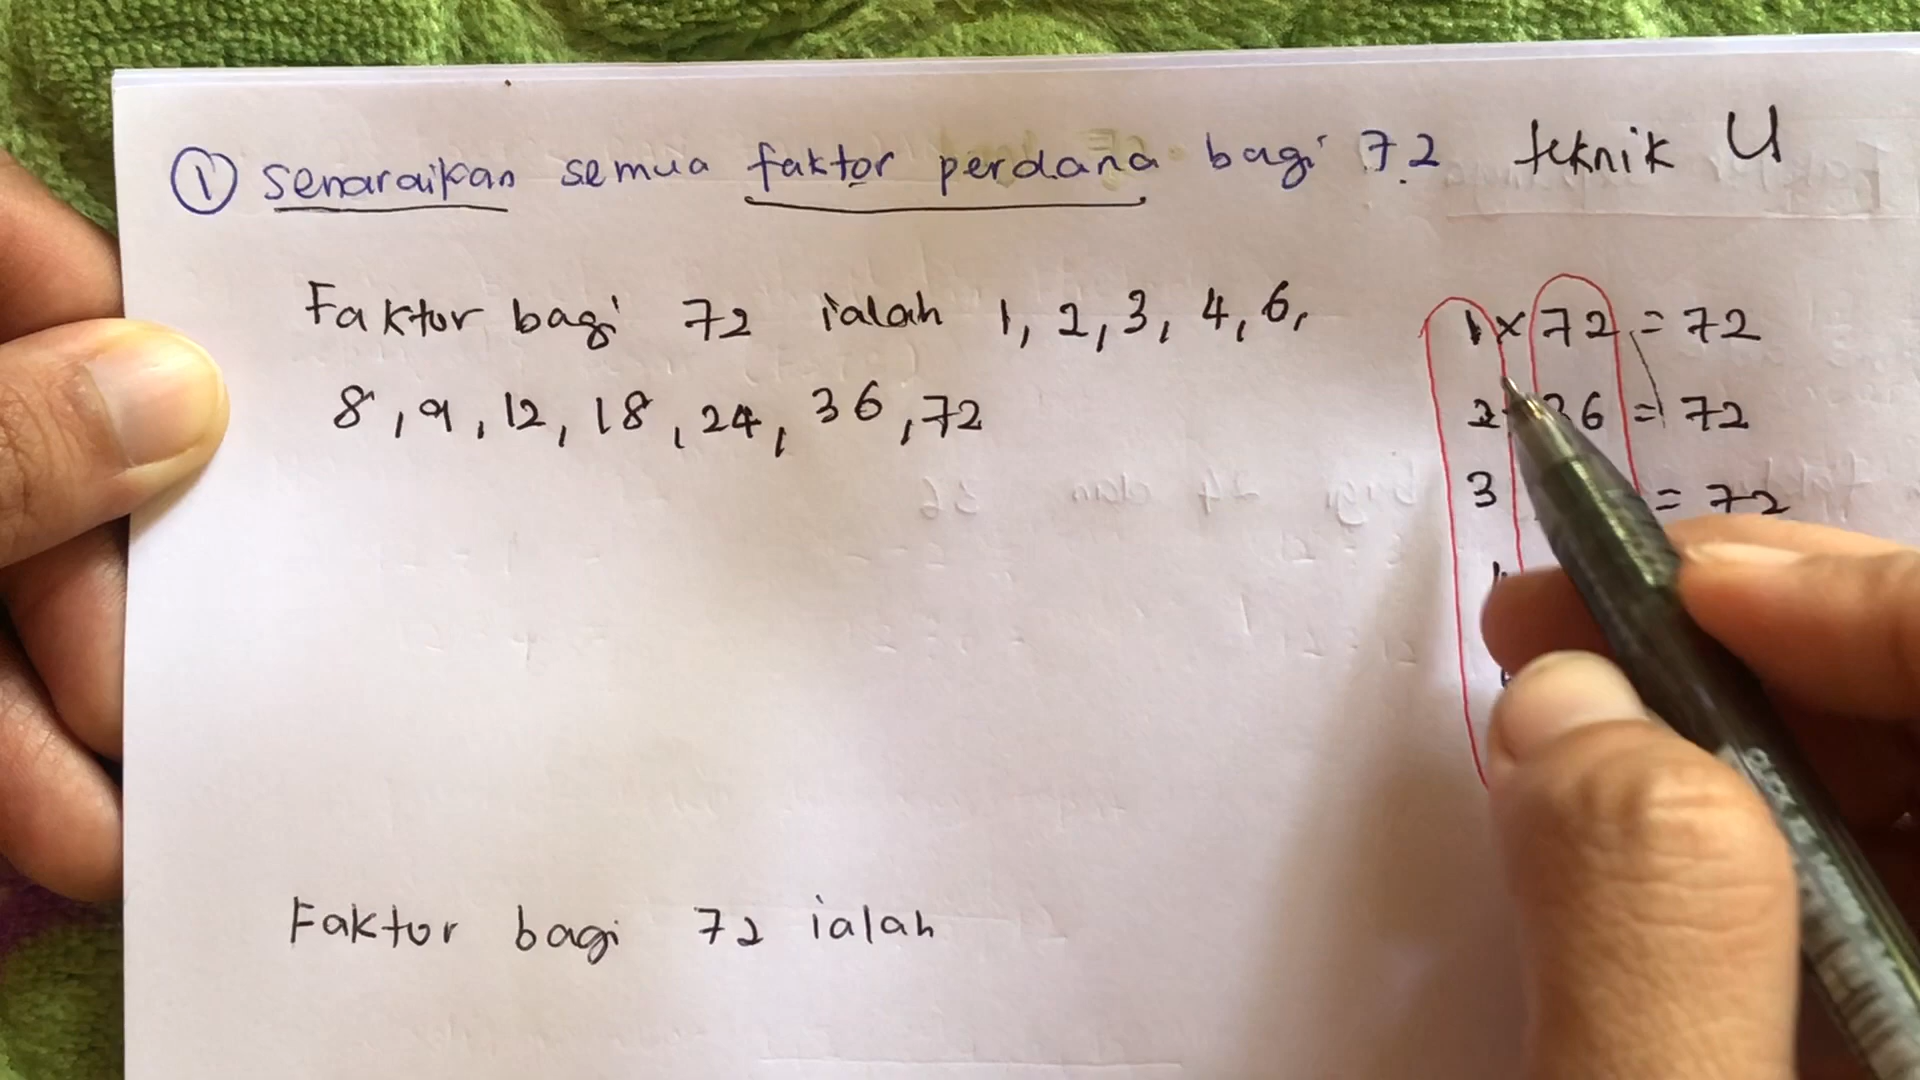 ① Senaraikan semua faktor perdana bagi 72 teknik U
Faktor bagi 72 ialah 1, 2, 3, 4, 6,
8, 9, 12, 18, 24, 36, 72
1 × 72 = 72
2 36 = 72
3 = 72
Faktor bagi 72 ialah